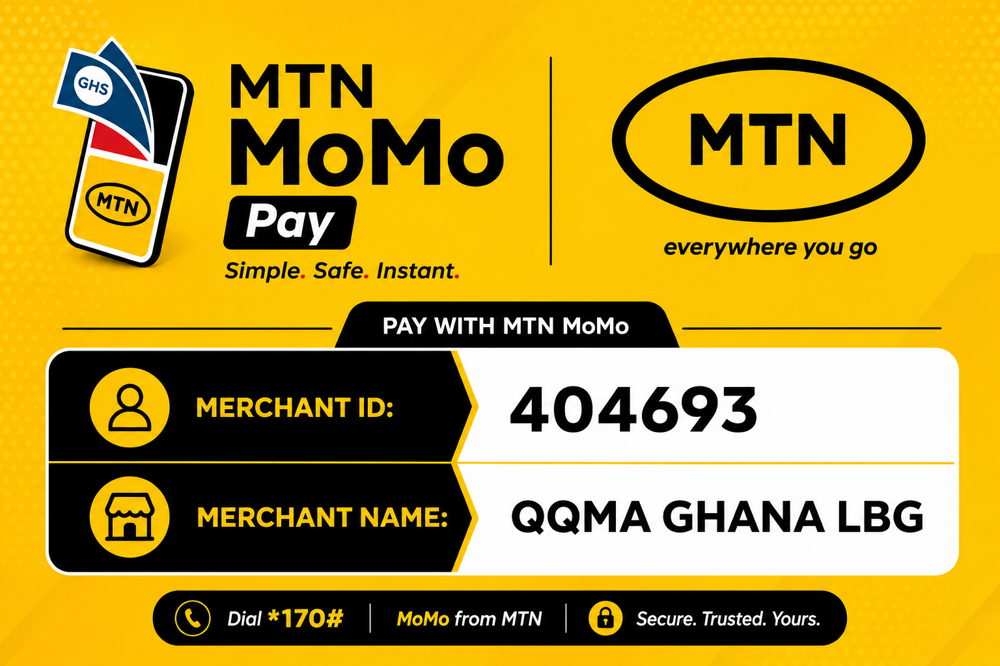 GHS
MTN
MTN
MoMo
Pay
Simple. Safe. Instant.
MTN
everywhere you go
PAY WITH MTN MoMo
MERCHANT ID:
404693
MERCHANT NAME:
QQMA GHANA LBG
Dial *170#
MoMo from MTN
Secure. Trusted. Yours.